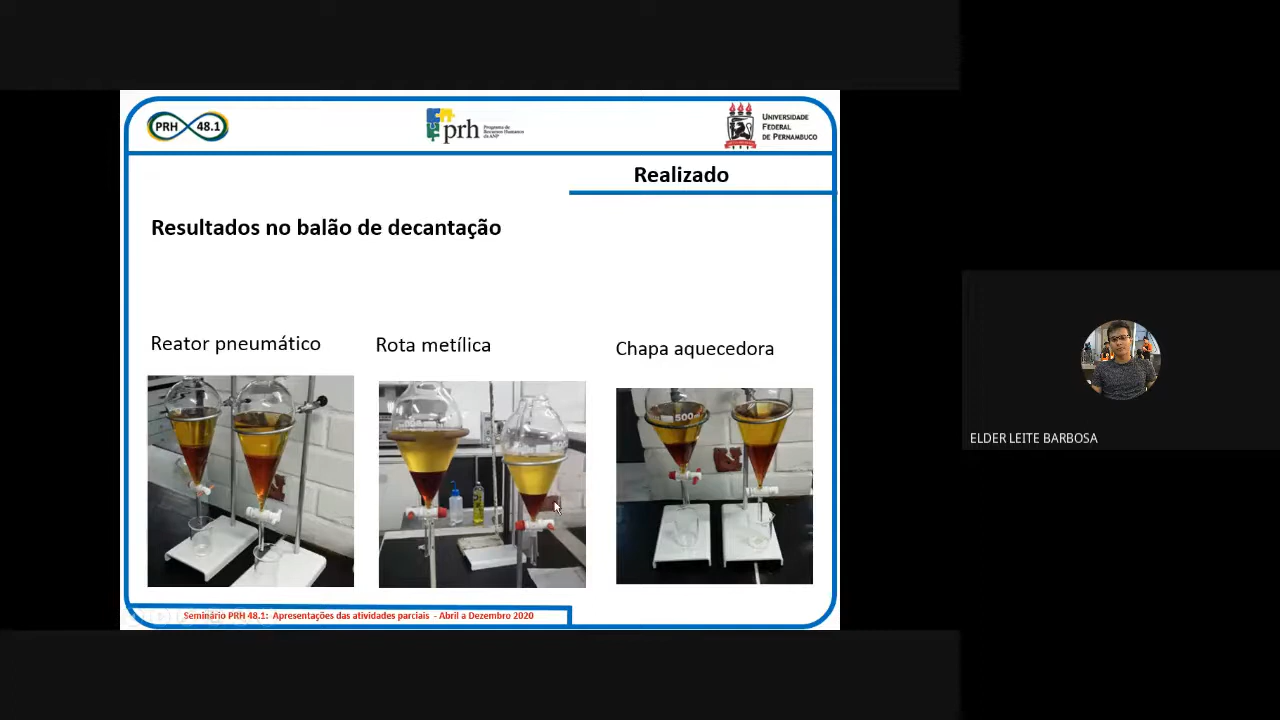 PRH 48.1
prh
Programa de
Recursos Humanos
da ANP
UNIVERSIDADE
FEDERAL
DE PERNAMBUCO
Realizado
Resultados no balão de decantação
Reator pneumático
Rota metílica
Chapa aquecedora
500
500
ELDER LEITE BARBOSA
Seminário PRH 48.1: Apresentações das atividades parciais - Abril a Dezembro 2020